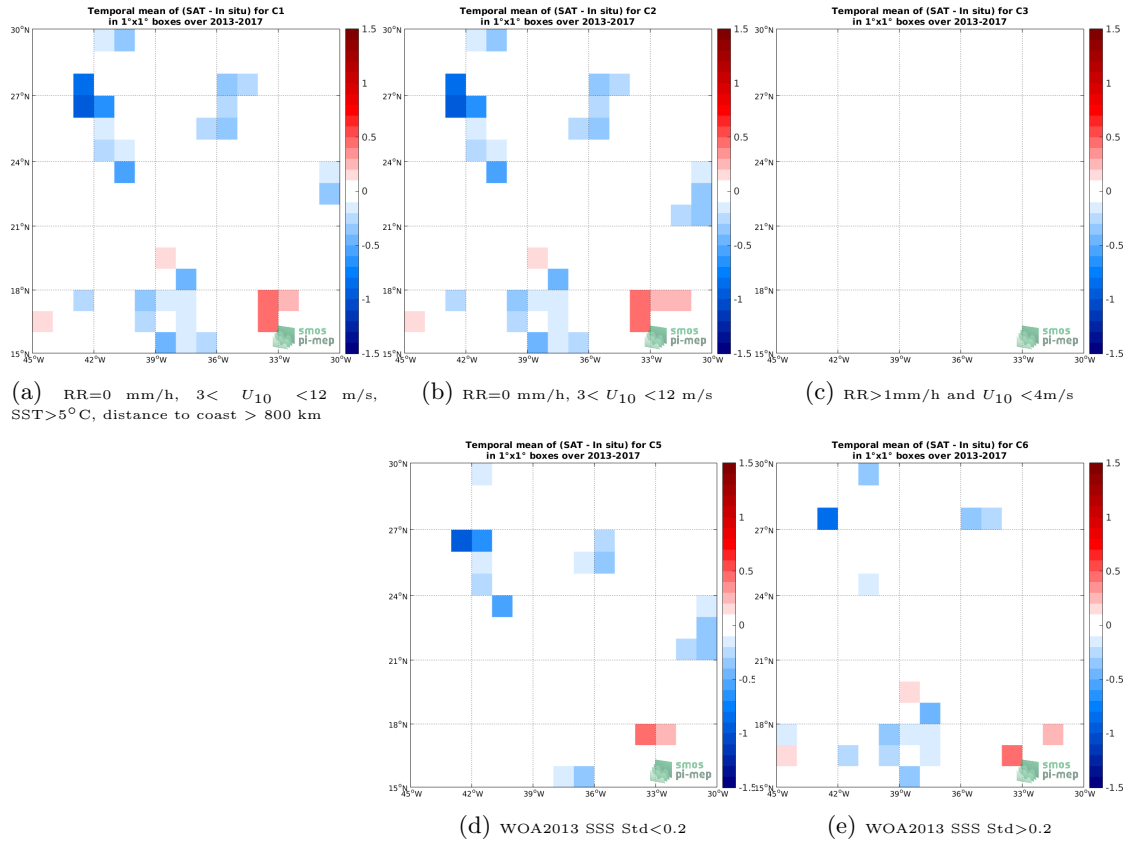 Temporal mean of (SAT - In situ) for C1
in 1°x1° boxes over 2013-2017
30°N
27°N
24°N
21°N
18°N
15°N
45°W 42°W 39°W 36°W 33°W 30°W
1.5
1
0.5
0
-0.5
-1
-1.5
smos
pi-mep
(a) RR=0 mm/h, 3< U10 <12 m/s,
SST>5°C, distance to coast > 800 km
Temporal mean of (SAT - In situ) for C2
in 1°x1° boxes over 2013-2017
30°N
27°N
24°N
21°N
18°N
15°N
45°W 42°W 39°W 36°W 33°W 30°W
1.5
1
0.5
0
-0.5
-1
-1.5
smos
pi-mep
(b) RR=0 mm/h, 3< U10 <12 m/s
Temporal mean of (SAT - In situ) for C3
in 1°x1° boxes over 2013-2017
30°N
27°N
24°N
21°N
18°N
15°N
45°W 42°W 39°W 36°W 33°W 30°W
1.5
1
0.5
0
-0.5
-1
-1.5
smos
pi-mep
(c) RR>1mm/h and U10 <4m/s
Temporal mean of (SAT - In situ) for C5
in 1°x1° boxes over 2013-2017
30°N
27°N
24°N
21°N
18°N
15°N
45°W 42°W 39°W 36°W 33°W 30°W
1.5
1
0.5
0
-0.5
-1
-1.5
smos
pi-mep
(d) WOA2013 SSS Std<0.2
Temporal mean of (SAT - In situ) for C6
in 1°x1° boxes over 2013-2017
30°N
27°N
24°N
21°N
18°N
15°N
45°W 42°W 39°W 36°W 33°W 30°W
1.5
1
0.5
0
-0.5
-1
-1.5
smos
pi-mep
(e) WOA2013 SSS Std>0.2